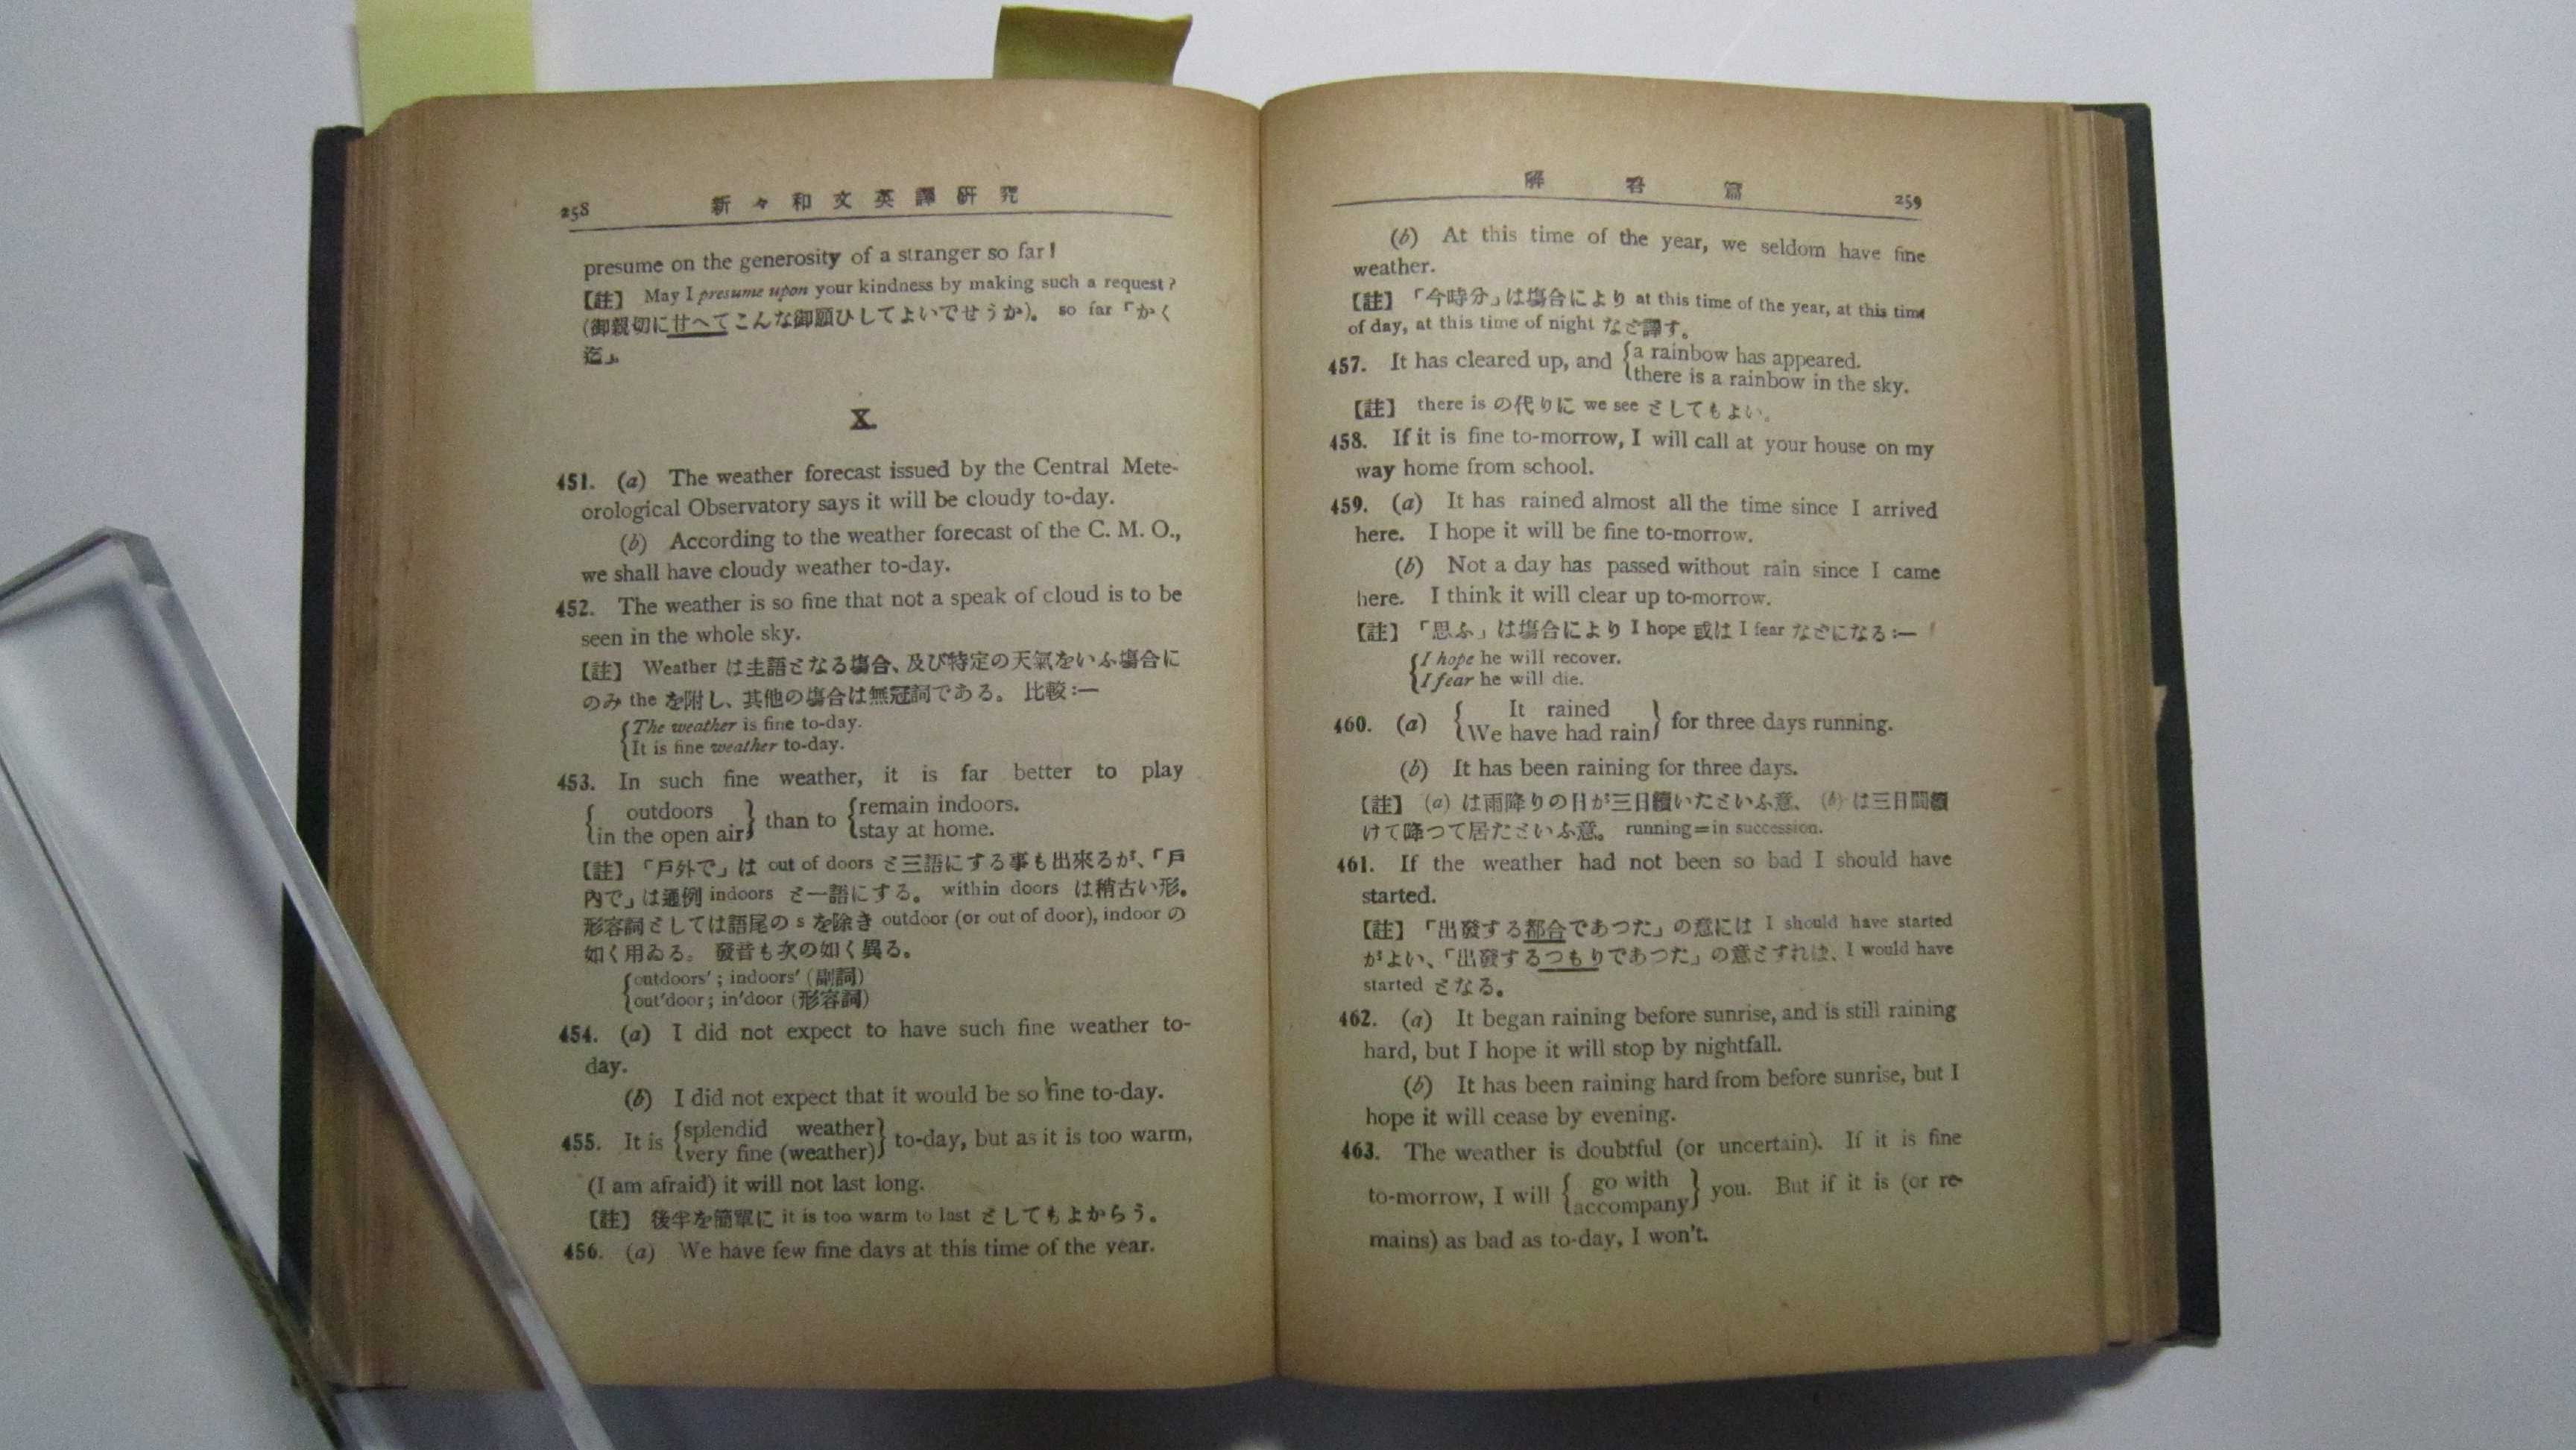 258 新々和文英譯研究
presume on the generosity of a stranger so far!
【註】 May I presume upon your kindness by making such a request?
(御親切に甘へてこんな御願ひしてよいでせうか)。 so far「かく
迄」.
X.
451. (a) The weather forecast issued by the Central Mete-
orological Observatory says it will be cloudy to-day.
(b) According to the weather forecast of the C. M. O.,
we shall have cloudy weather to-day.
452. The weather is so fine that not a speak of cloud is to be
seen in the whole sky.
【註】 Weather は主語となる場合、及び特定の天氣をいふ場合に
のみ the を附し、其他の場合は無冠詞である。 比較:—
{The weather is fine to-day.
{It is fine weather to-day.
453. In such fine weather, it is far better to play
{outdoors
in the open air} than to {remain indoors.
stay at home.
【註】「戶外で」は out of doors と三語にする事も出來るが、「戶
內で」は通例 indoors と一語にする。 within doors は稍古い形。
形容詞としては語尾の s を除き outdoor (or out of door), indoor の
如く用ゐる。 發音も次の如く異る。
{outdoors′; indoors′ (副詞)
{out′door; in′door (形容詞)
454. (a) I did not expect to have such fine weather to-
day.
(b) I did not expect that it would be so fine to-day.
455. It is {splendid weather
very fine (weather)} to-day, but as it is too warm,
(I am afraid) it will not last long.
【註】 後半を簡單に it is too warm to last としてもよからう。
456. (a) We have few fine days at this time of the year.
解答篇 259
(b) At this time of the year, we seldom have fine
weather.
【註】「今時分」は場合により at this time of the year, at this time
of day, at this time of night など譯す。
457. It has cleared up, and {a rainbow has appeared.
there is a rainbow in the sky.
【註】 there is の代りに we see としてもよい。
458. If it is fine to-morrow, I will call at your house on my
way home from school.
459. (a) It has rained almost all the time since I arrived
here. I hope it will be fine to-morrow.
(b) Not a day has passed without rain since I came
here. I think it will clear up to-morrow.
【註】「思ふ」は場合により I hope 或は I fear などになる:—
{I hope he will recover.
{I fear he will die.
460. (a) {It rained
We have had rain} for three days running.
(b) It has been raining for three days.
【註】 (a) は雨降りの日が三日續いたといふ意、 (b) は三日間續
けて降つて居たといふ意。 running=in succession.
461. If the weather had not been so bad I should have
started.
【註】「出發する都合であつた」の意には I should have started
がよい、「出發するつもりであつた」の意とすれば、I would have
started となる。
462. (a) It began raining before sunrise, and is still raining
hard, but I hope it will stop by nightfall.
(b) It has been raining hard from before sunrise, but I
hope it will cease by evening.
463. The weather is doubtful (or uncertain). If it is fine
to-morrow, I will {go with
accompany} you. But if it is (or re-
mains) as bad as to-day, I won't.